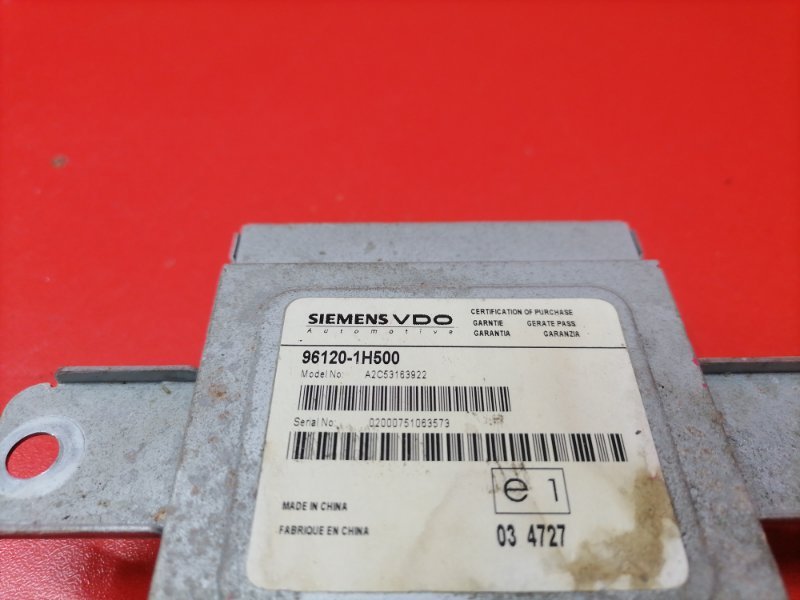 SIEMENS VDO
Automotive
CERTIFICATION OF PURCHASE
GARNTIE GERATE PASS.
GARANTIA GARANZIA
96120-1H500
Model No: A2C53163922
Serial No: 02000751063573
e 1
MADE IN CHINA
FABRIQUE EN CHINA
03 4727